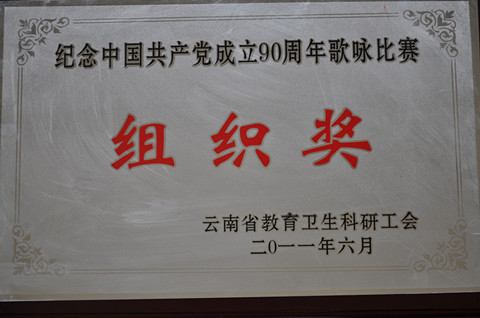 纪念中国共产党成立90周年歌咏比赛
组织奖
云南省教育卫生科研工会
二0一一年六月